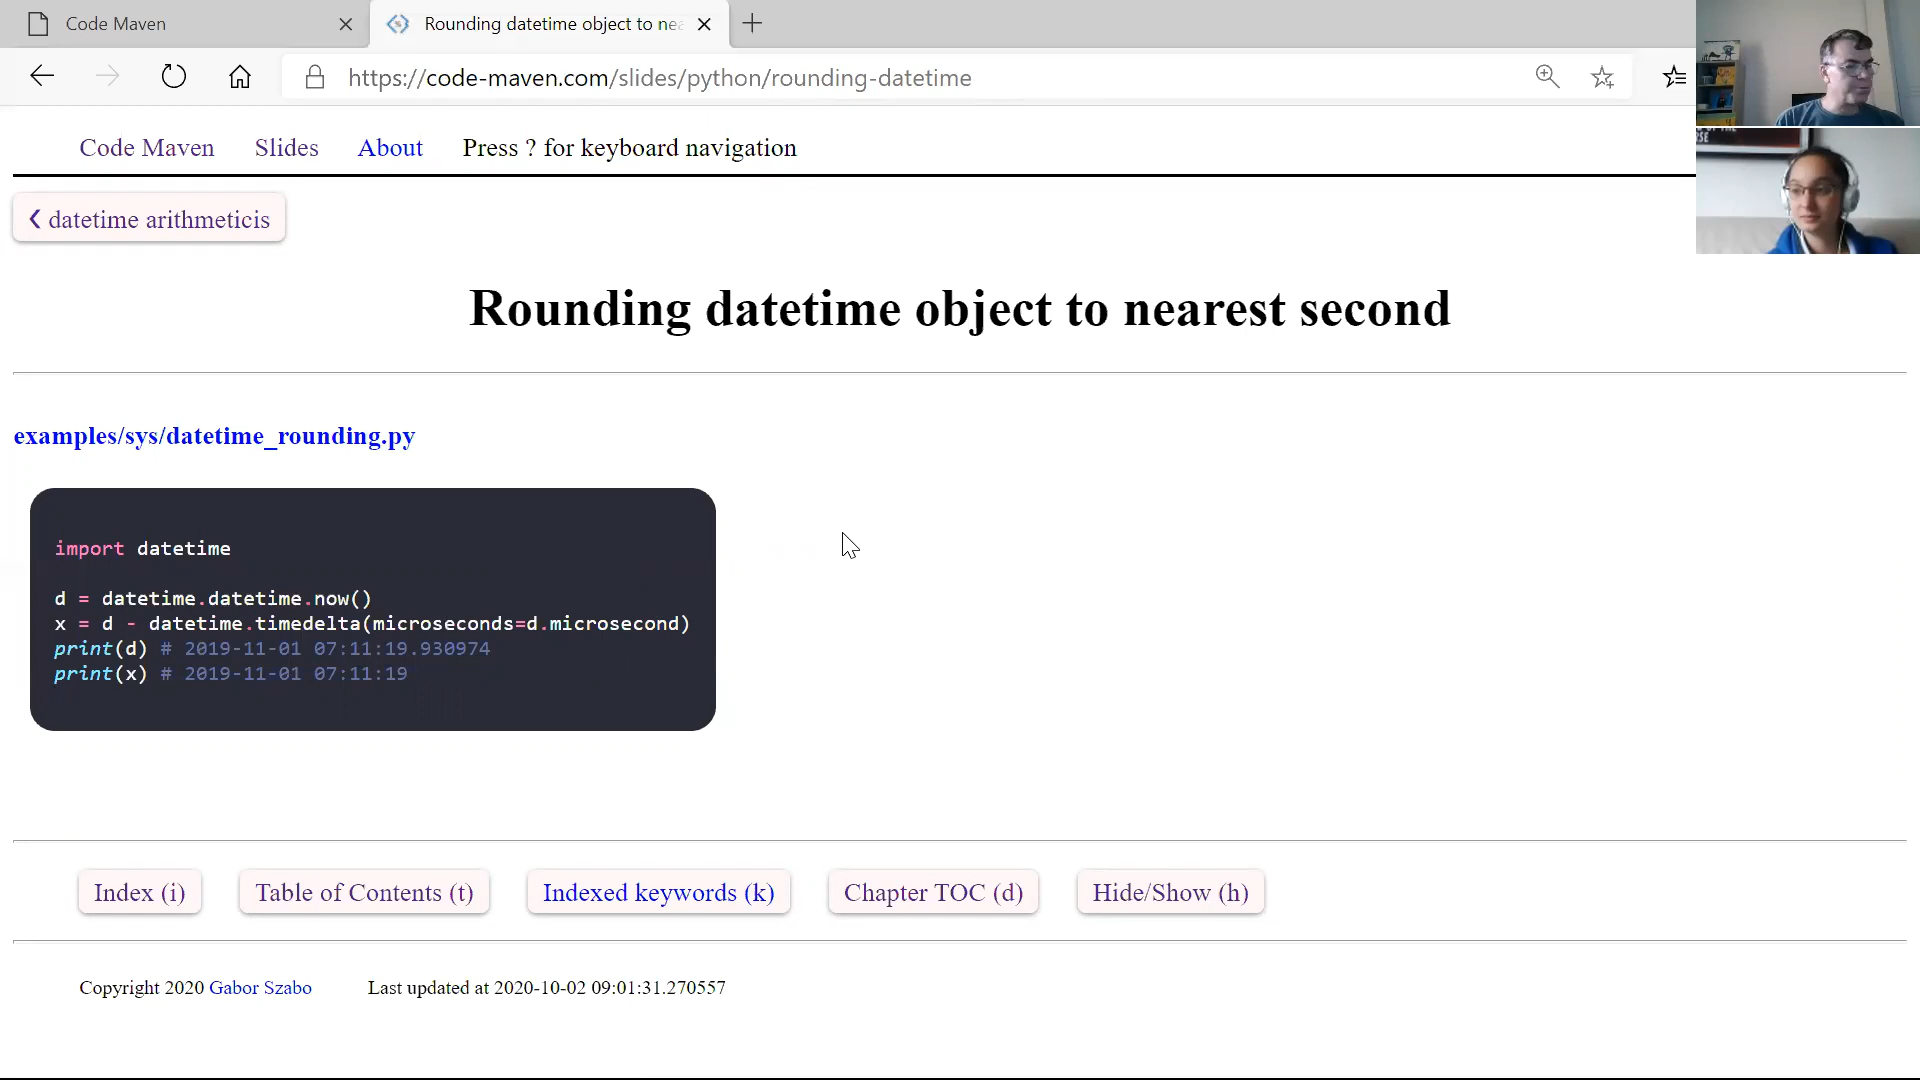 Code Maven
Rounding datetime object to ne
https://code-maven.com/slides/python/rounding-datetime
Code Maven Slides About Press ? for keyboard navigation
❮ datetime arithmeticis
Rounding datetime object to nearest second
examples/sys/datetime_rounding.py
import datetime
d = datetime.datetime.now()
x = d - datetime.timedelta(microseconds=d.microsecond)
print(d) # 2019-11-01 07:11:19.930974
print(x) # 2019-11-01 07:11:19
Index (i) Table of Contents (t) Indexed keywords (k) Chapter TOC (d) Hide/Show (h)
Copyright 2020 Gabor Szabo Last updated at 2020-10-02 09:01:31.270557